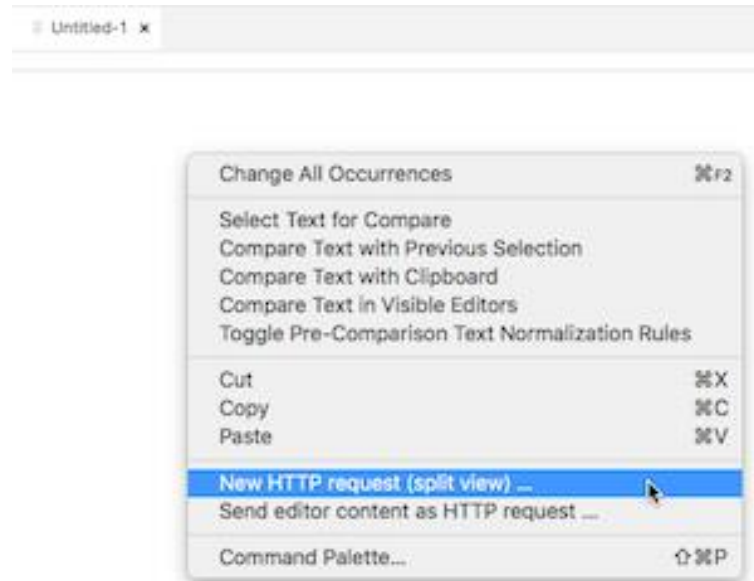 Untitled-1 ×
Change All Occurrences ⌘F2
Select Text for Compare
Compare Text with Previous Selection
Compare Text with Clipboard
Compare Text in Visible Editors
Toggle Pre-Comparison Text Normalization Rules
Cut ⌘X
Copy ⌘C
Paste ⌘V
New HTTP request (split view) ...
Send editor content as HTTP request ...
Command Palette... ⇧⌘P